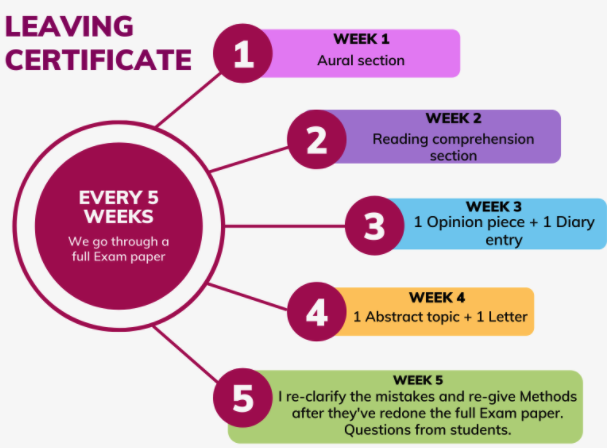 LEAVING
CERTIFICATE
EVERY 5
WEEKS
We go through a
full Exam paper
1
WEEK 1
Aural section
2
WEEK 2
Reading comprehension
section
3
WEEK 3
1 Opinion piece + 1 Diary
entry
4
WEEK 4
1 Abstract topic + 1 Letter
5
WEEK 5
I re-clarify the mistakes and re-give Methods
after they've redone the full Exam paper.
Questions from students.